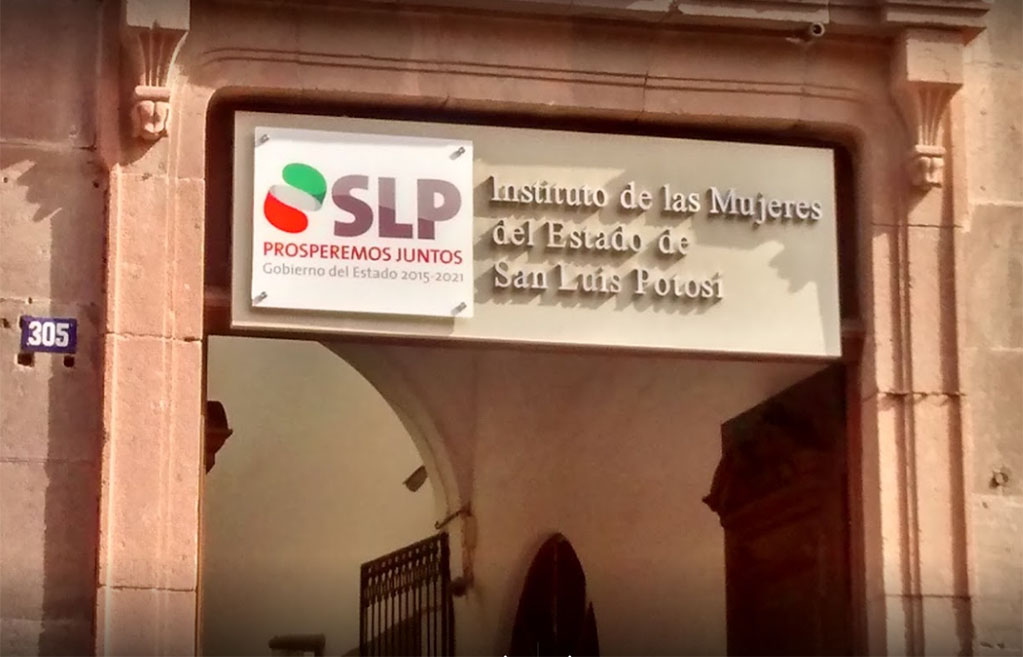 305
SLP
PROSPEREMOS JUNTOS
Gobierno del Estado 2015-2021
Instituto de las Mujeres
del Estado de
San Luis Potosí